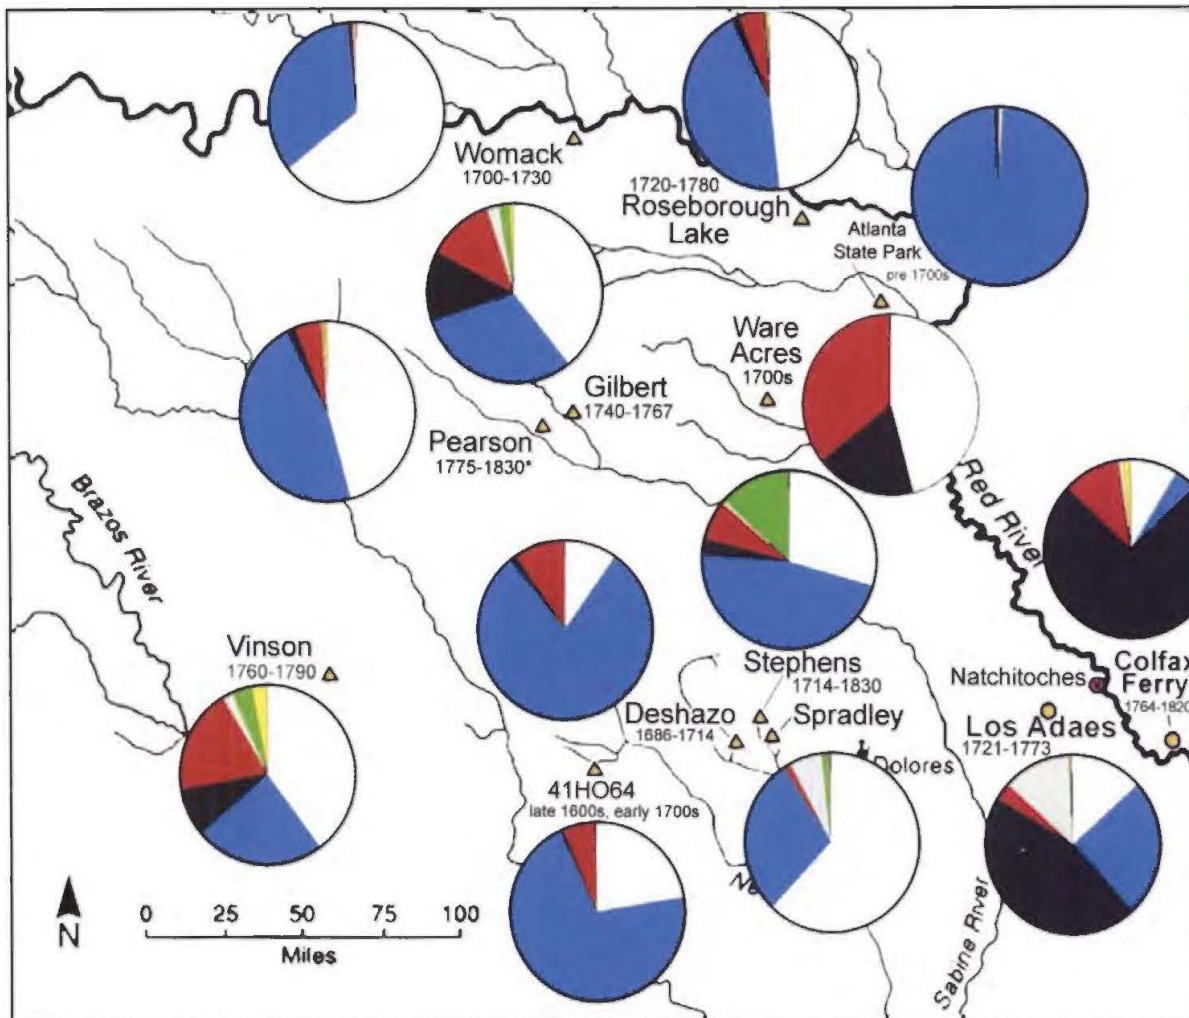 Womack
1700-1730
1720-1780
Roseborough
Lake
Atlanta
State Park
pre 1700s
Ware
Acres
1700s
Gilbert
1740-1767
Pearson
1775-1830*
Brazos River
Red River
Vinson
1760-1790
Stephens
1714-1830
Natchitoches
Colfax
Ferry
1764-1820
Deshazo
1686-1714
Spradley
Los Adaes
1721-1773
Dolores
41HO64
late 1600s, early 1700s
Sabine River
N
0 25 50 75 100
Miles